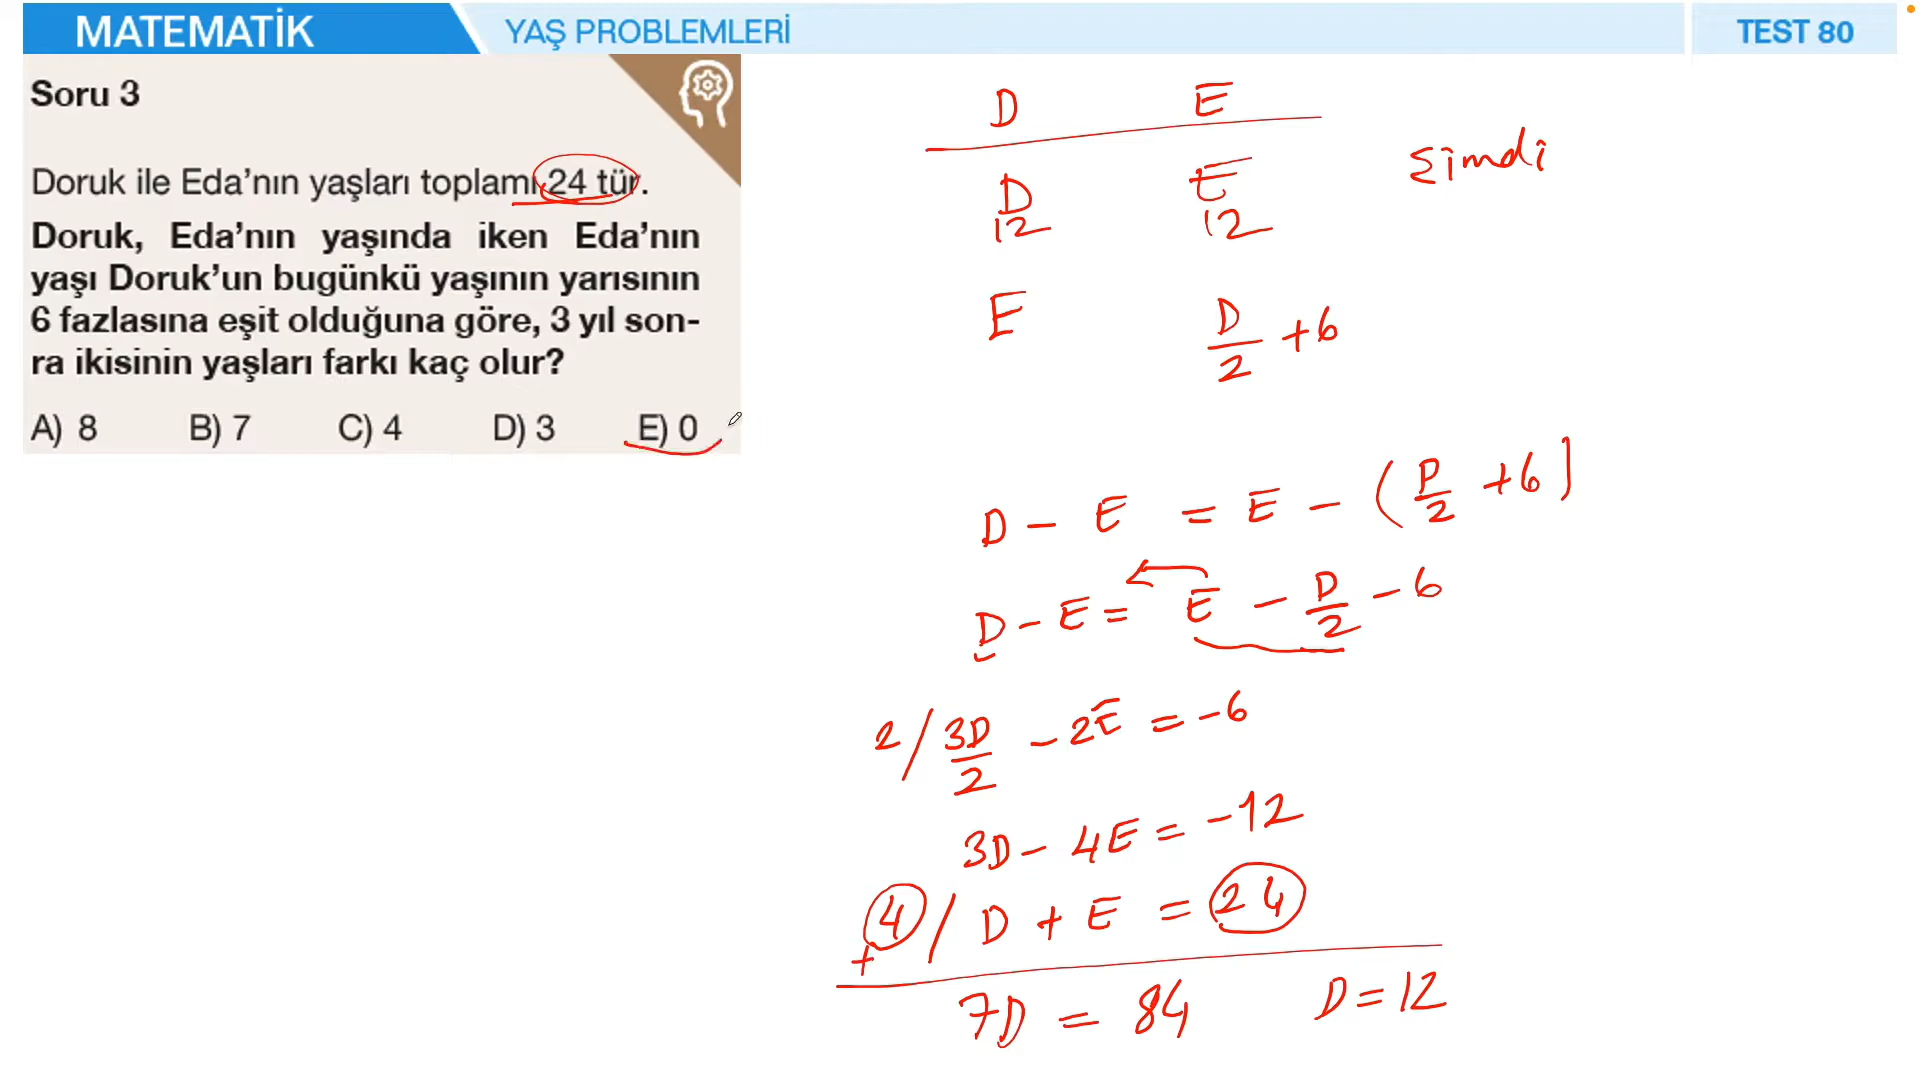 MATEMATİK
YAŞ PROBLEMLERİ
TEST 80
Soru 3
Doruk ile Eda'nın yaşları toplamı 24 tür.
Doruk, Eda'nın yaşında iken Eda'nın
yaşı Doruk'un bugünkü yaşının yarısının
6 fazlasına eşit olduğuna göre, 3 yıl son-
ra ikisinin yaşları farkı kaç olur?
A) 8 B) 7 C) 4 D) 3 E) 0
D E
D E şimdi
12 12
E D/2 + 6
D - E = E - (D/2 + 6)
D - E = E - D/2 - 6
2/ 3D/2 - 2E = -6
3D - 4E = -12
4/ D + E = 24
+
7D = 84 D = 12